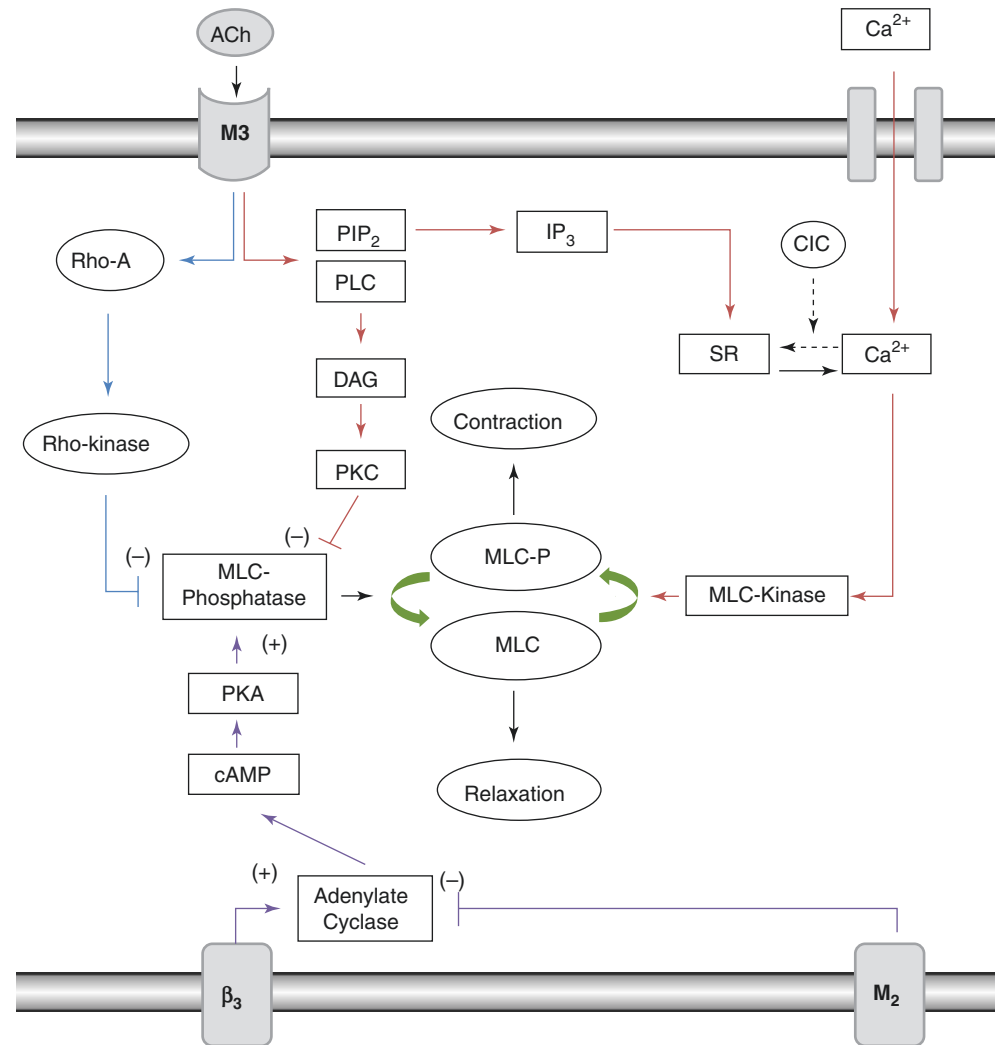 ACh
Ca²⁺
M3
PIP₂
IP₃
CIC
Rho-A
PLC
SR
Ca²⁺
DAG
Contraction
Rho-kinase
PKC
(–)
(–)
MLC-P
MLC-
Phosphatase
MLC-Kinase
MLC
(+)
PKA
cAMP
Relaxation
(+)
(–)
Adenylate
Cyclase
β₃
M₂